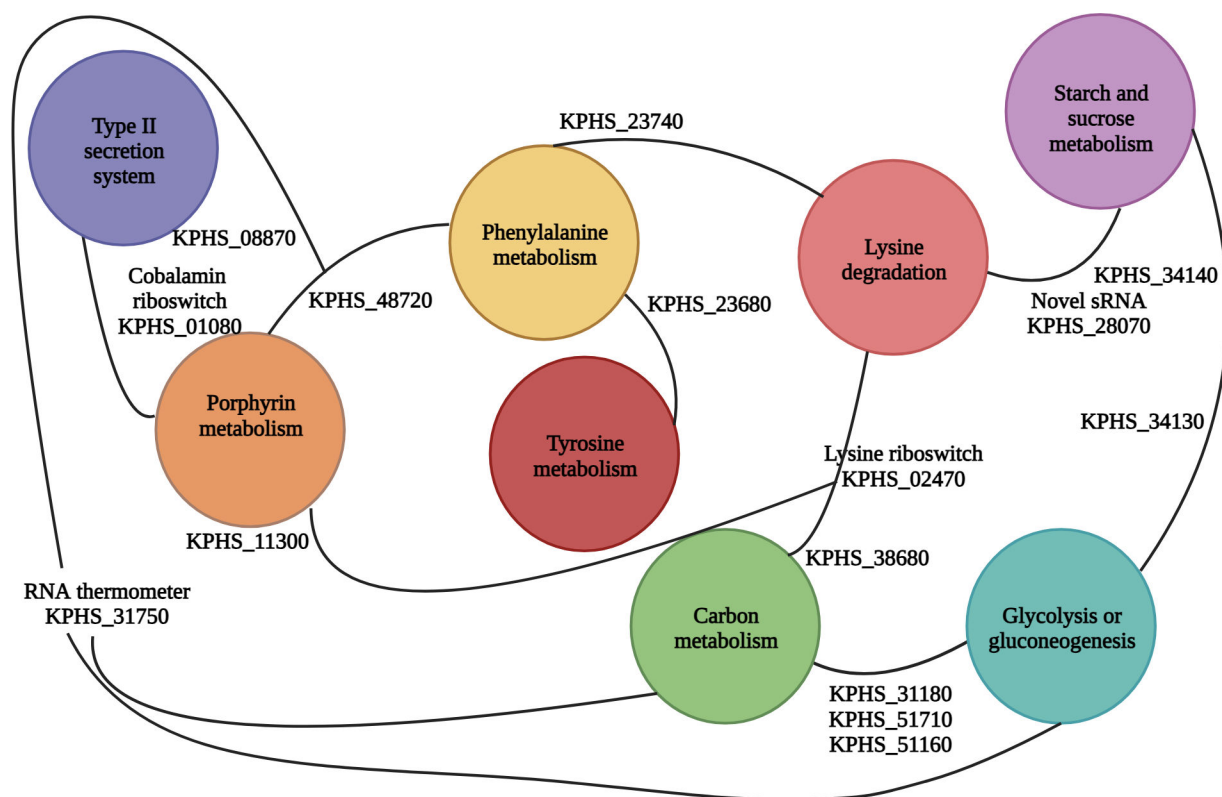 Type II
secretion
system
KPHS_08870
Cobalamin
riboswitch
KPHS_01080
KPHS_48720
Porphyrin
metabolism
KPHS_11300
RNA thermometer
KPHS_31750
Phenylalanine
metabolism
KPHS_23740
KPHS_23680
Tyrosine
metabolism
Lysine
degradation
Starch and
sucrose
metabolism
KPHS_34140
Novel sRNA
KPHS_28070
KPHS_34130
Lysine riboswitch
KPHS_02470
KPHS_38680
Carbon
metabolism
Glycolysis or
gluconeogenesis
KPHS_31180
KPHS_51710
KPHS_51160